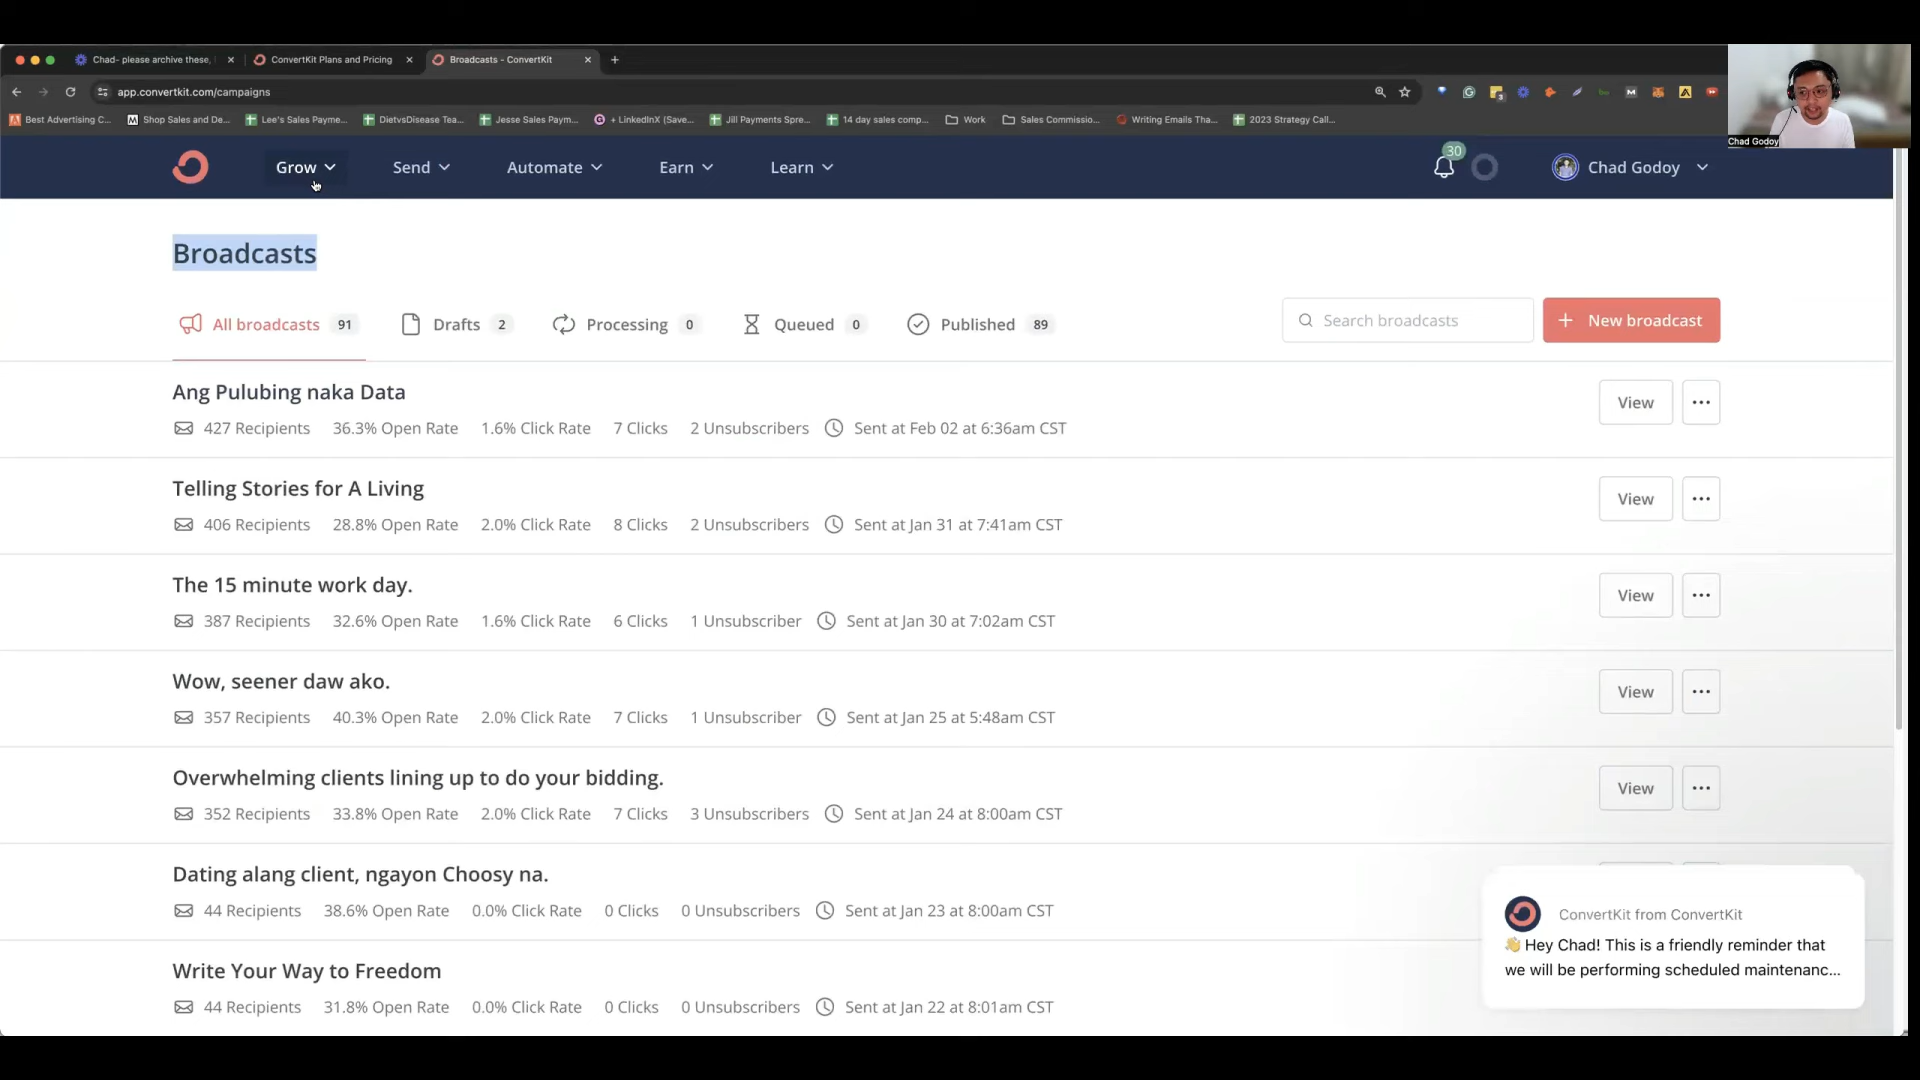 Chad- please archive these,
ConvertKit Plans and Pricing
Broadcasts - ConvertKit
app.convertkit.com/campaigns
Best Advertising C...
Shop Sales and De...
Lee's Sales Payme...
DietvsDisease Tea...
Jesse Sales Paym...
+ LinkedInX (Save...
Jill Payments Spre...
14 day sales comp...
Work
Sales Commissio...
Writing Emails Tha...
2023 Strategy Call...
Chad Godoy
Grow
Send
Automate
Earn
Learn
30
Chad Godoy
Broadcasts
All broadcasts 91
Drafts 2
Processing 0
Queued 0
Published 89
Search broadcasts
+ New broadcast
Ang Pulubing naka Data
427 Recipients 36.3% Open Rate 1.6% Click Rate 7 Clicks 2 Unsubscribers Sent at Feb 02 at 6:36am CST
View
Telling Stories for A Living
406 Recipients 28.8% Open Rate 2.0% Click Rate 8 Clicks 2 Unsubscribers Sent at Jan 31 at 7:41am CST
View
The 15 minute work day.
387 Recipients 32.6% Open Rate 1.6% Click Rate 6 Clicks 1 Unsubscriber Sent at Jan 30 at 7:02am CST
View
Wow, seener daw ako.
357 Recipients 40.3% Open Rate 2.0% Click Rate 7 Clicks 1 Unsubscriber Sent at Jan 25 at 5:48am CST
View
Overwhelming clients lining up to do your bidding.
352 Recipients 33.8% Open Rate 2.0% Click Rate 7 Clicks 3 Unsubscribers Sent at Jan 24 at 8:00am CST
View
Dating alang client, ngayon Choosy na.
44 Recipients 38.6% Open Rate 0.0% Click Rate 0 Clicks 0 Unsubscribers Sent at Jan 23 at 8:00am CST
Write Your Way to Freedom
44 Recipients 31.8% Open Rate 0.0% Click Rate 0 Clicks 0 Unsubscribers Sent at Jan 22 at 8:01am CST
ConvertKit from ConvertKit
👋 Hey Chad! This is a friendly reminder that
we will be performing scheduled maintenanc...